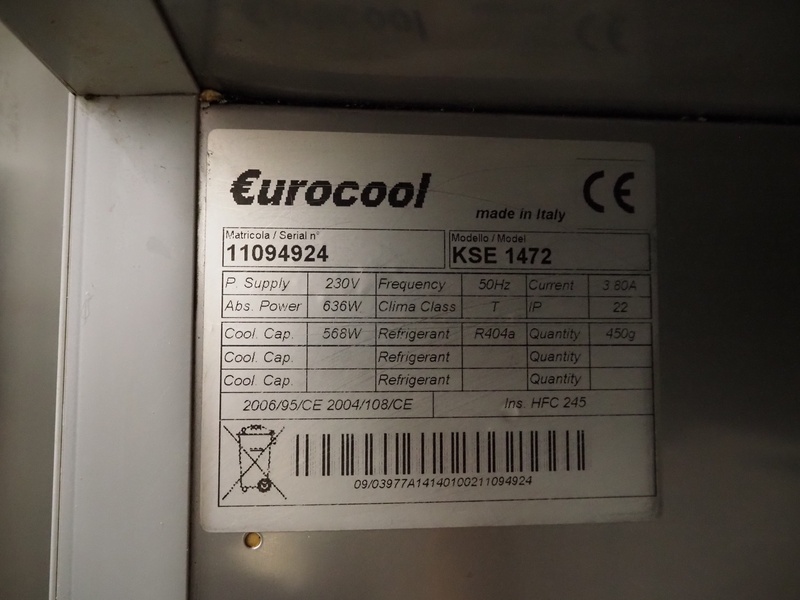 €urocool
made in Italy
CE
Matricola / Serial n°
11094924
Modello / Model
KSE 1472
P. Supply 230V Frequency 50Hz Current 3.80A
Abs. Power 636W Clima Class T IP 22
Cool. Cap. 568W Refrigerant R404a Quantity 450g
Cool. Cap. Refrigerant Quantity
Cool. Cap. Refrigerant Quantity
2006/95/CE 2004/108/CE Ins. HFC 245
09/03977A14140100211094924